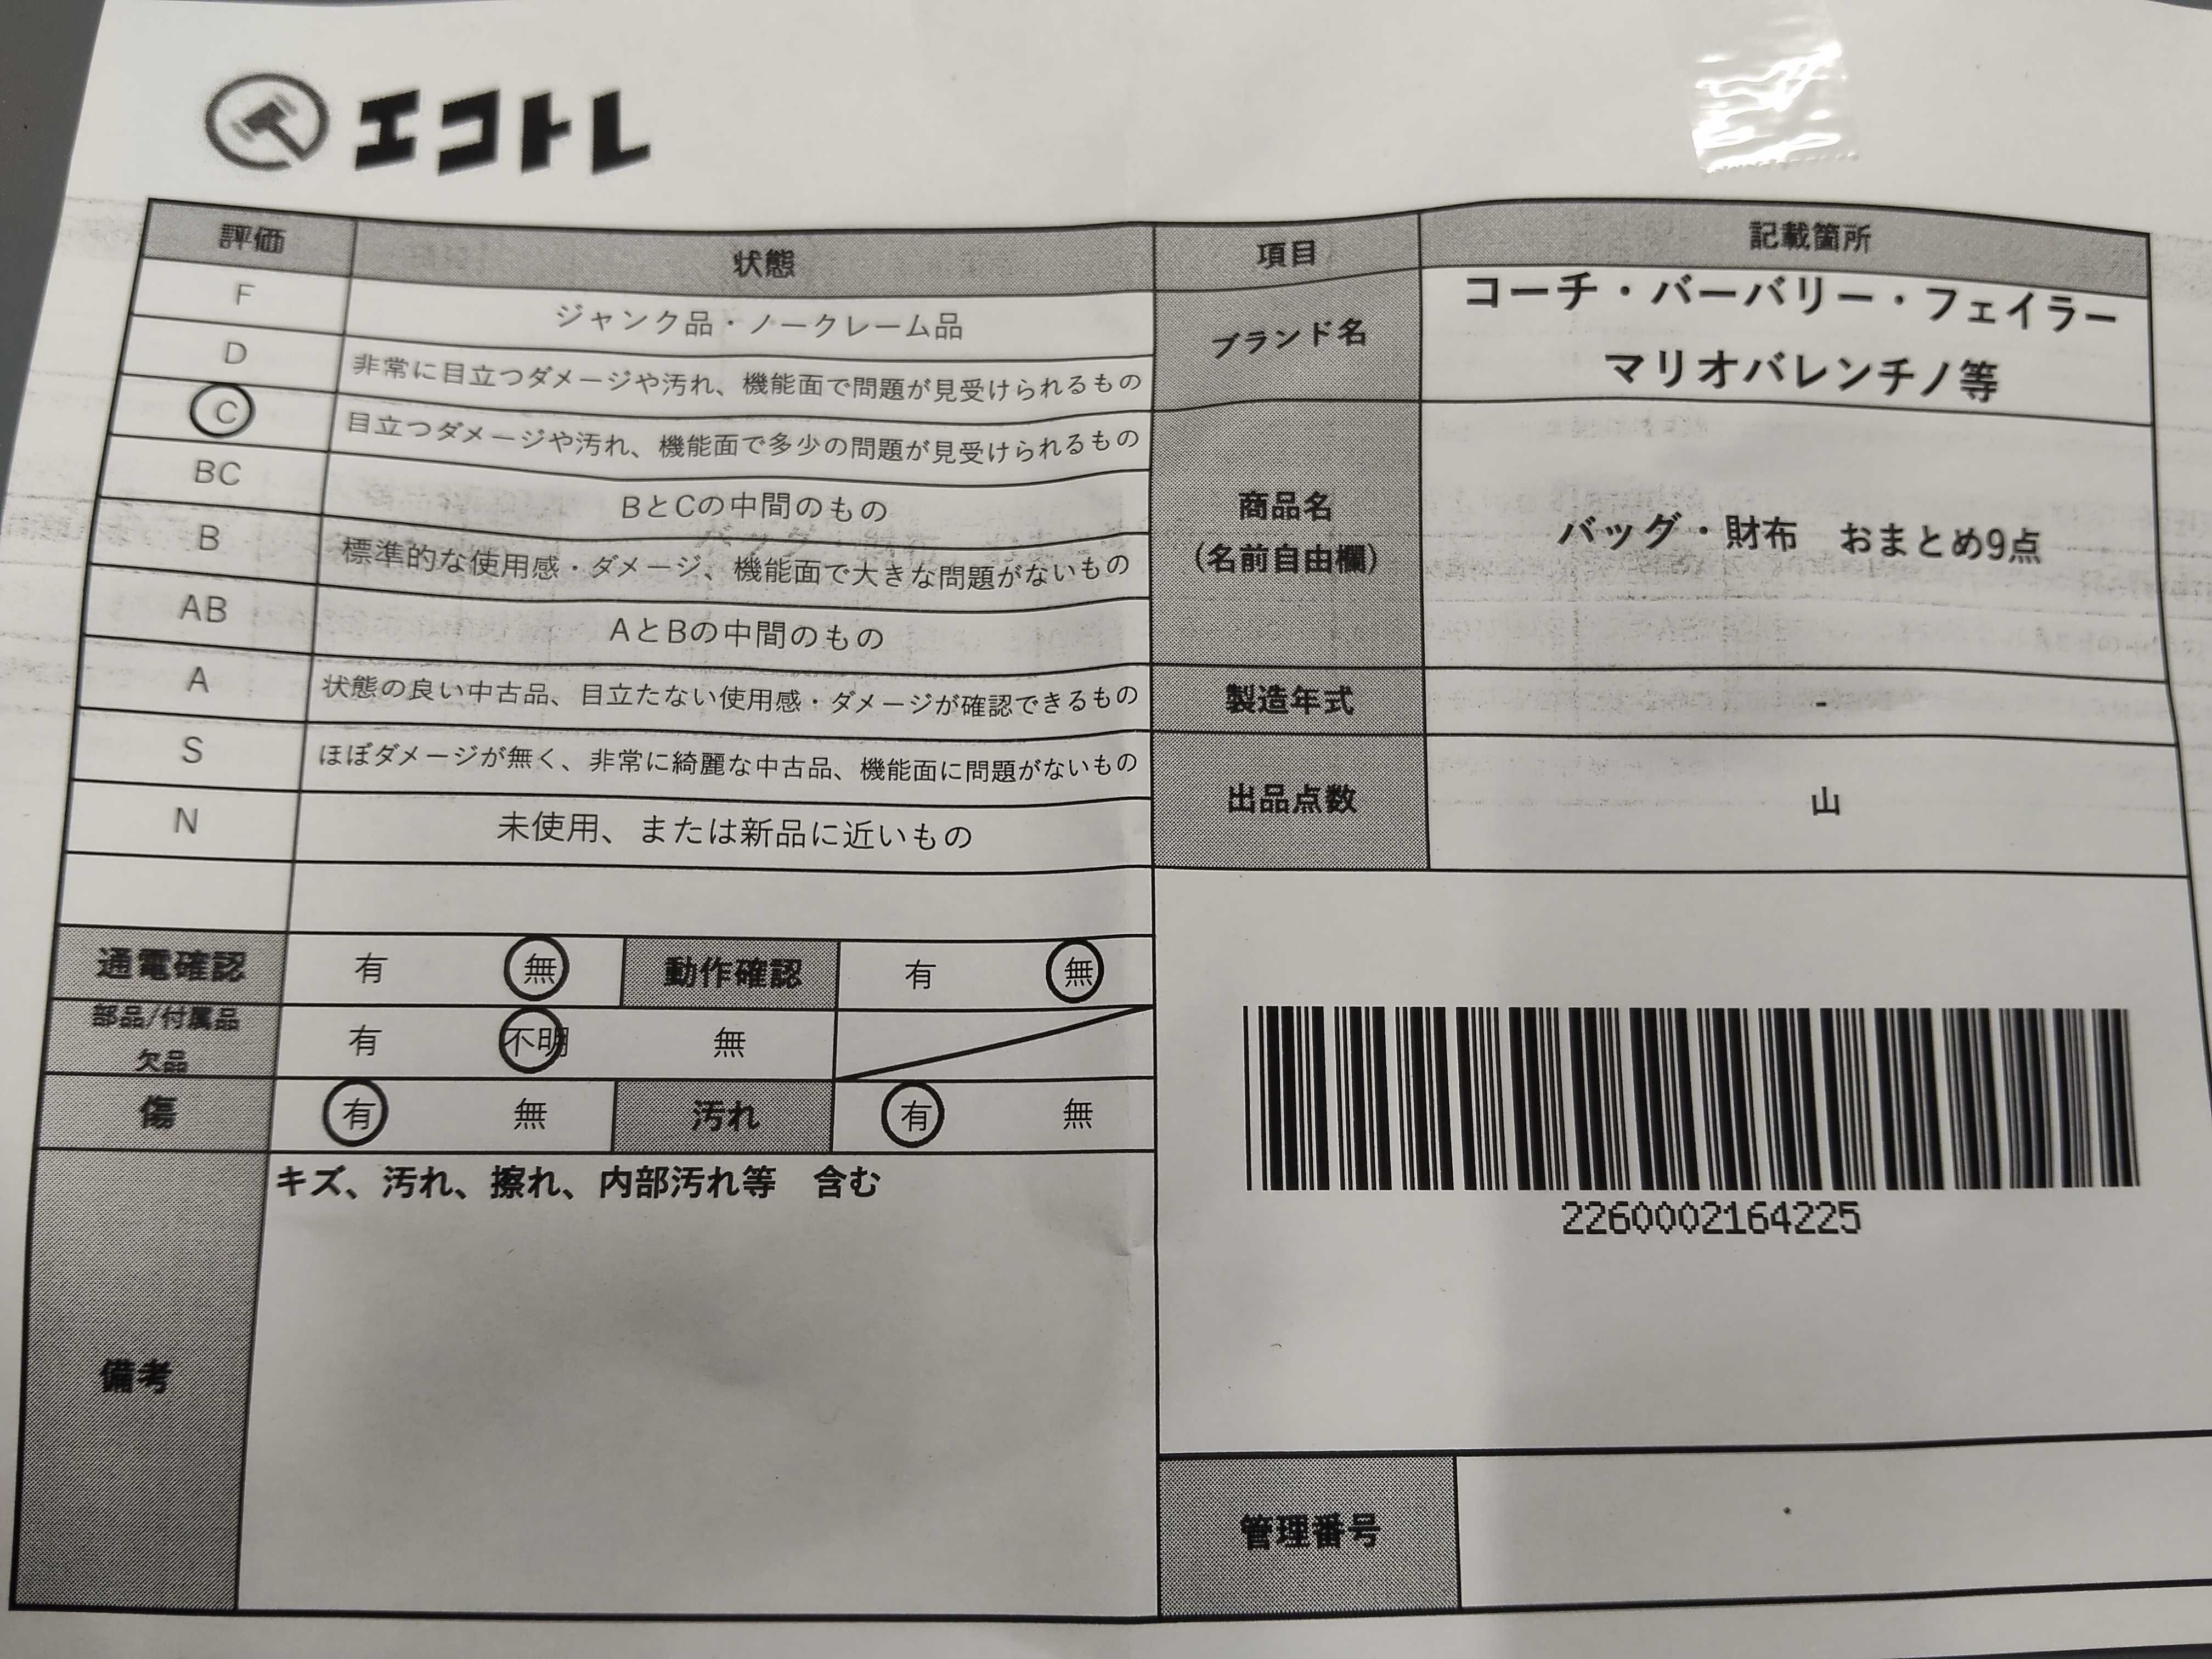 エコトレ
評価 状態 項目 記載箇所
F ジャンク品・ノークレーム品
D 非常に目立つダメージや汚れ、機能面で問題が見受けられるもの
C 目立つダメージや汚れ、機能面で多少の問題が見受けられるもの
BC BとCの中間のもの
B 標準的な使用感・ダメージ、機能面で大きな問題がないもの
AB AとBの中間のもの
A 状態の良い中古品、目立たない使用感・ダメージが確認できるもの
S ほぼダメージが無く、非常に綺麗な中古品、機能面に問題がないもの
N 未使用、または新品に近いもの
ブランド名
コーチ・バーバリー・フェイラー
マリオバレンチノ等
商品名
(名前自由欄)
バッグ・財布 おまとめ9点
製造年式 -
出品点数 山
通電確認 有 無 動作確認 有 無
部品/付属品
欠品
有 不明 無
傷 有 無 汚れ 有 無
備考
キズ、汚れ、擦れ、内部汚れ等 含む
2260002164225
管理番号